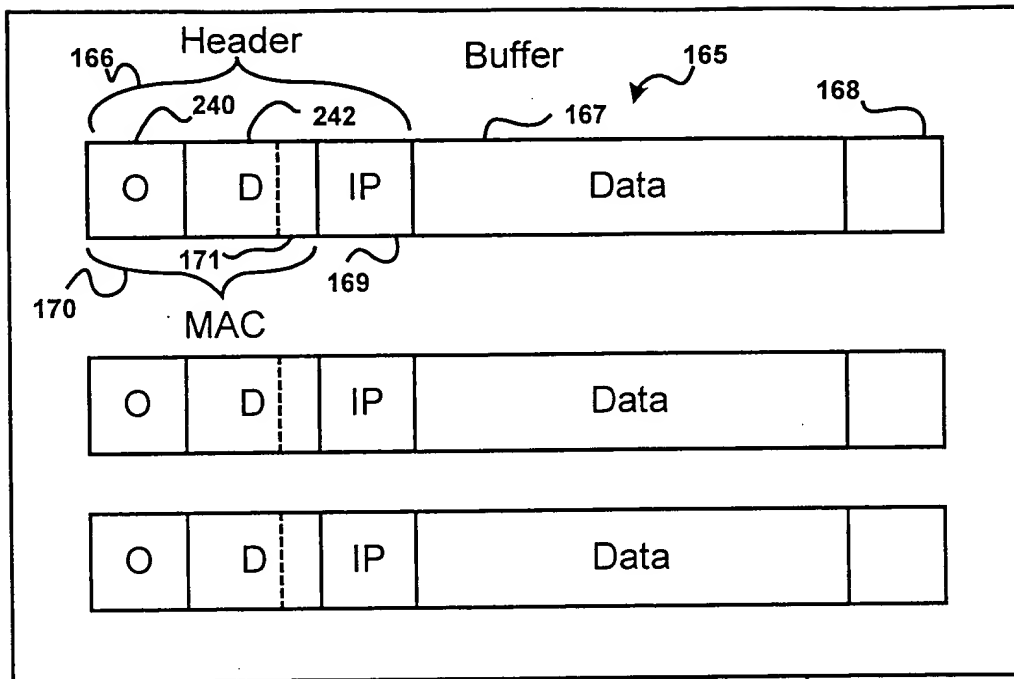 Header
Buffer
166
165
240
242
167
168
O D IP Data
171
169
170
MAC
O D IP Data
O D IP Data